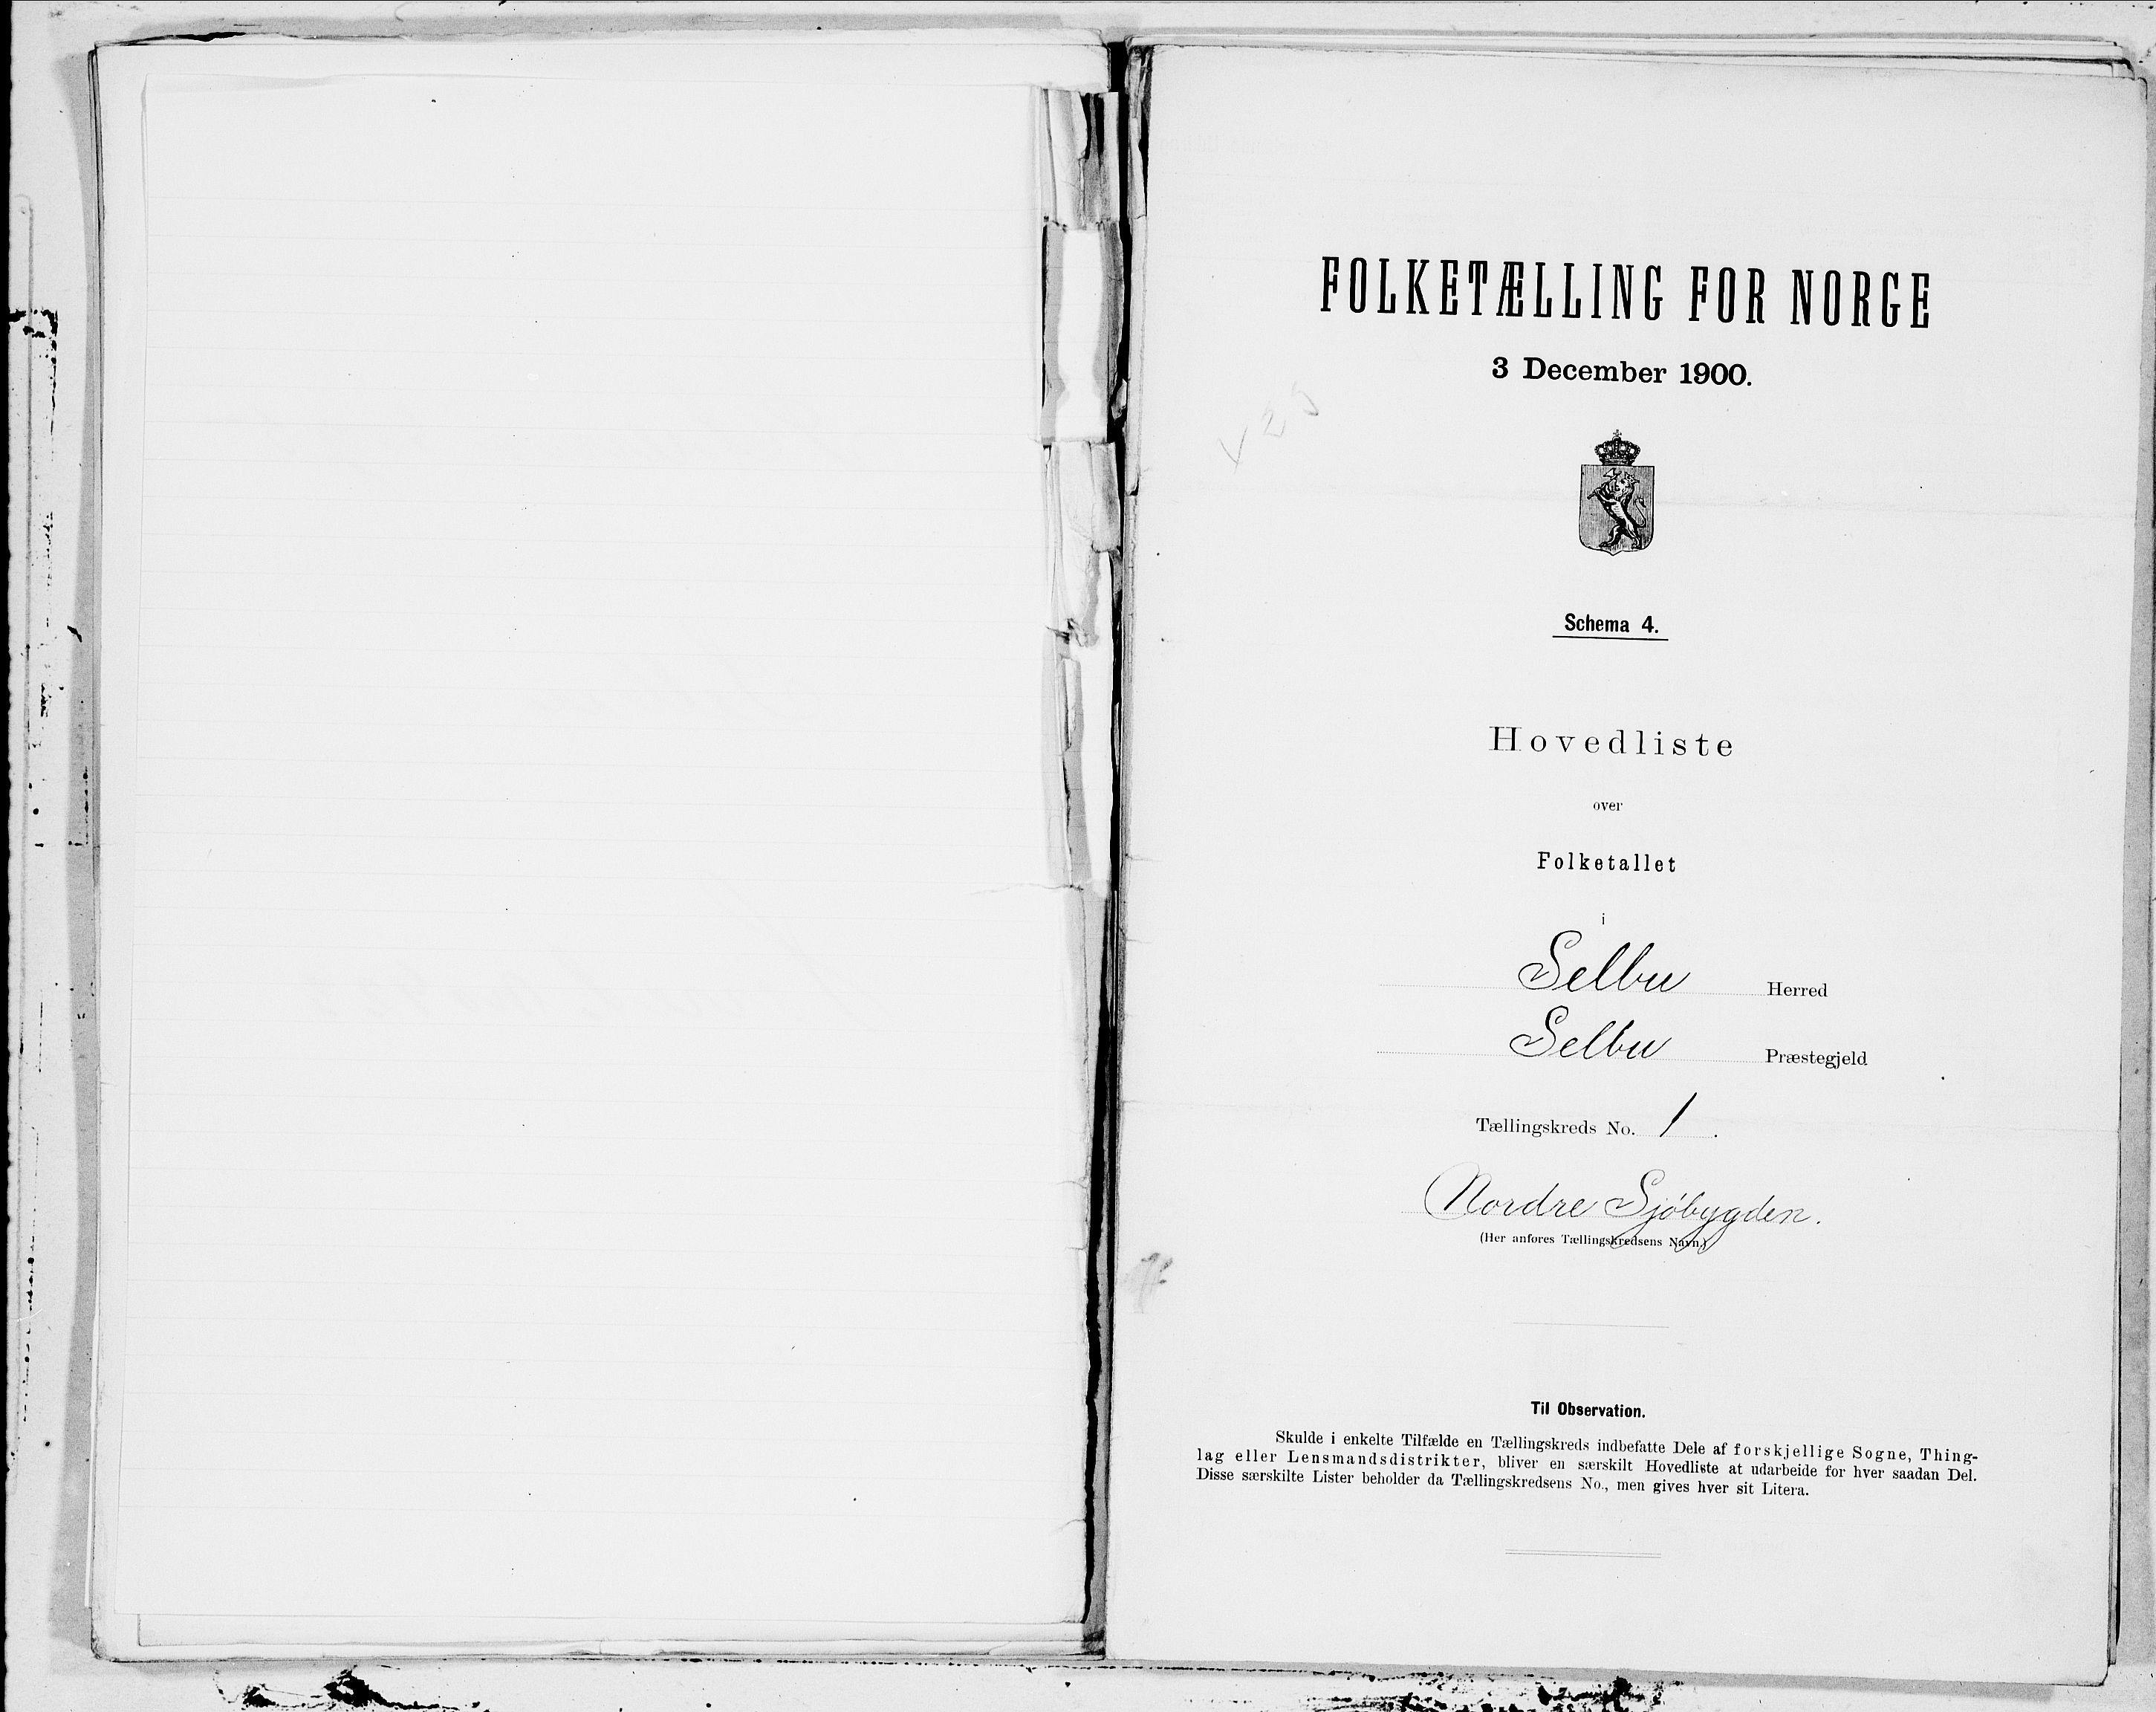 FOLKETÆLLING FOR NORGE
3 December 1900.
Schema 4.
Hovedliste
over
Folketallet
i
Selbu Herred
Selbu Præstegjeld
Tællingskreds No. 1.
Nordre Sjöbygden.
(Her anføres Tællingskredsens Navn.)
Til Observation.
Skulde i enkelte Tilfælde en Tællingskreds indbefatte Dele af forskjellige Sogne, Thing-
lag eller Lensmandsdistrikter, bliver en særskilt Hovedliste at udarbeide for hver saadan Del.
Disse særskilte Lister beholder da Tællingskredsens No., men gives hver sit Litera.